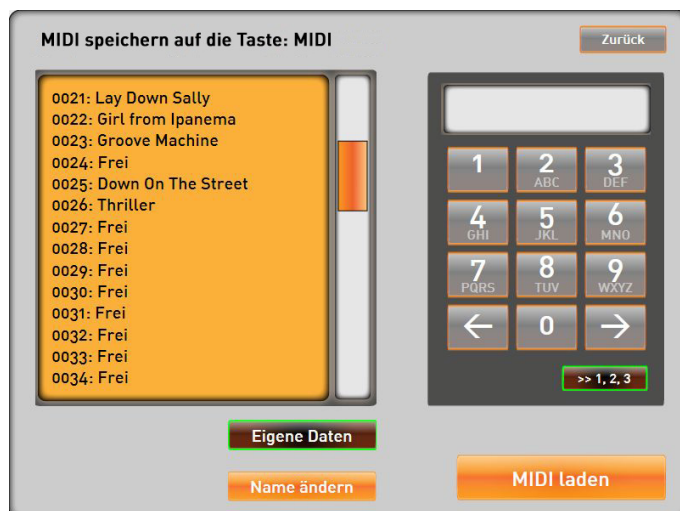 MIDI speichern auf die Taste: MIDI
Zurück
0021: Lay Down Sally
0022: Girl from Ipanema
0023: Groove Machine
0024: Frei
0025: Down On The Street
0026: Thriller
0027: Frei
0028: Frei
0029: Frei
0030: Frei
0031: Frei
0032: Frei
0033: Frei
0034: Frei
1 2 3
ABC DEF
4 5 6
GHI JKL MNO
7 8 9
PQRS TUV WXYZ
← 0 →
>> 1, 2, 3
Eigene Daten
Name ändern
MIDI laden